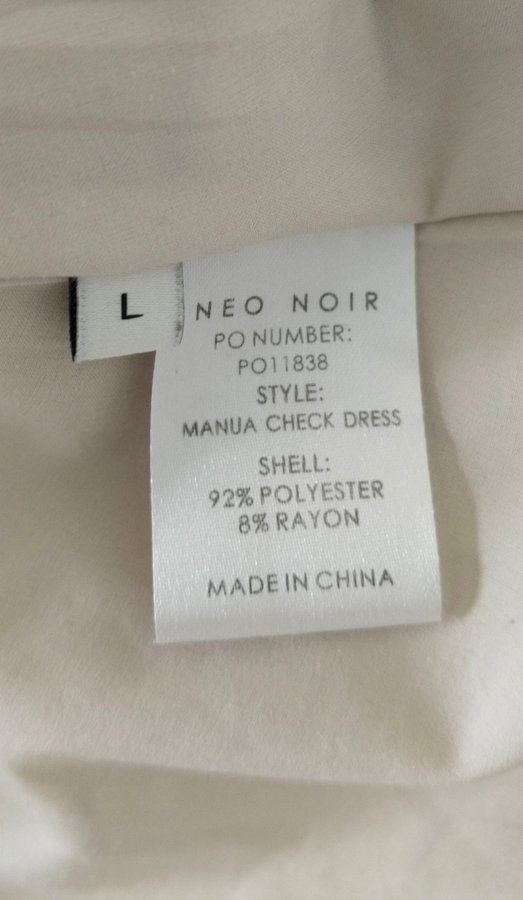 L
NEO NOIR
PO NUMBER:
PO11838
STYLE:
MANUA CHECK DRESS
SHELL:
92% POLYESTER
8% RAYON
MADE IN CHINA